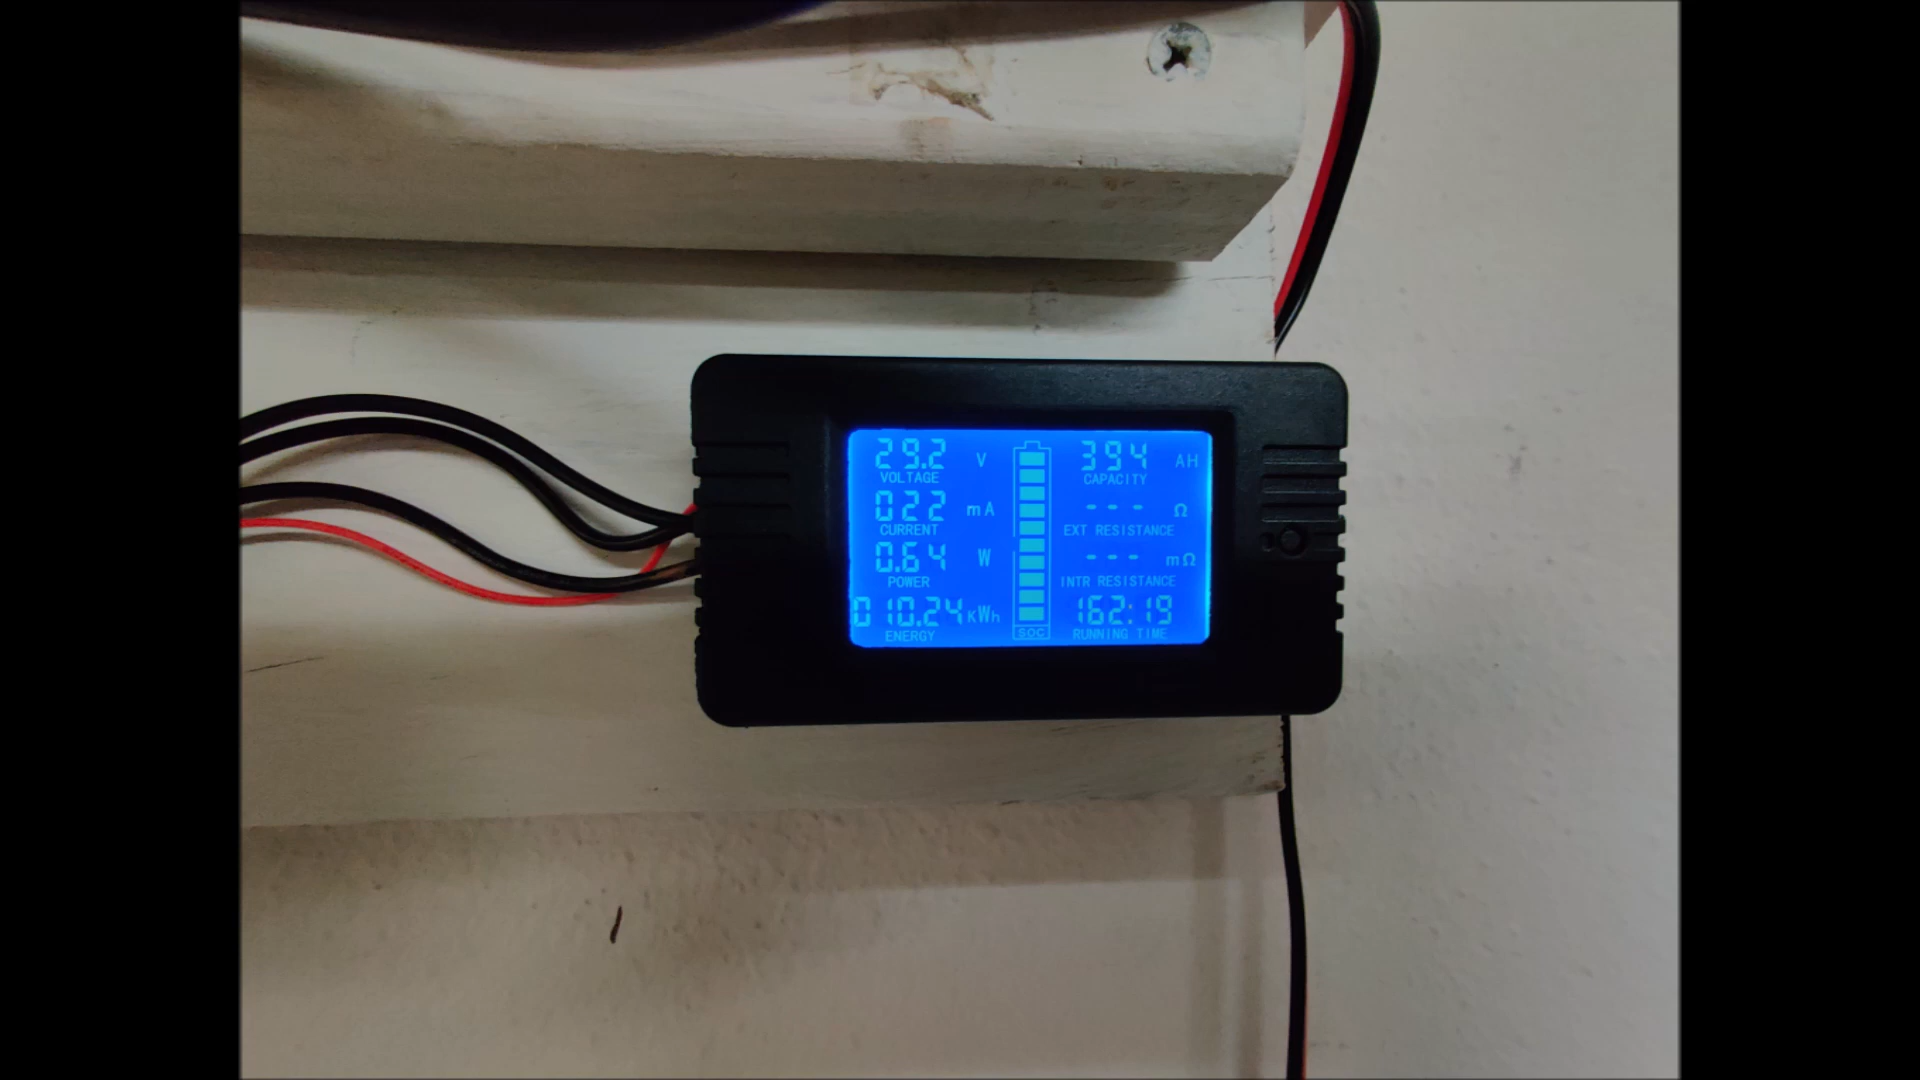 29.2 V
VOLTAGE
022 mA
CURRENT
0.64 W
POWER
010.24 KWh
ENERGY
SOC
394 AH
CAPACITY
--- Ω
EXT RESISTANCE
--- mΩ
INTR RESISTANCE
162:19
RUNNING TIME